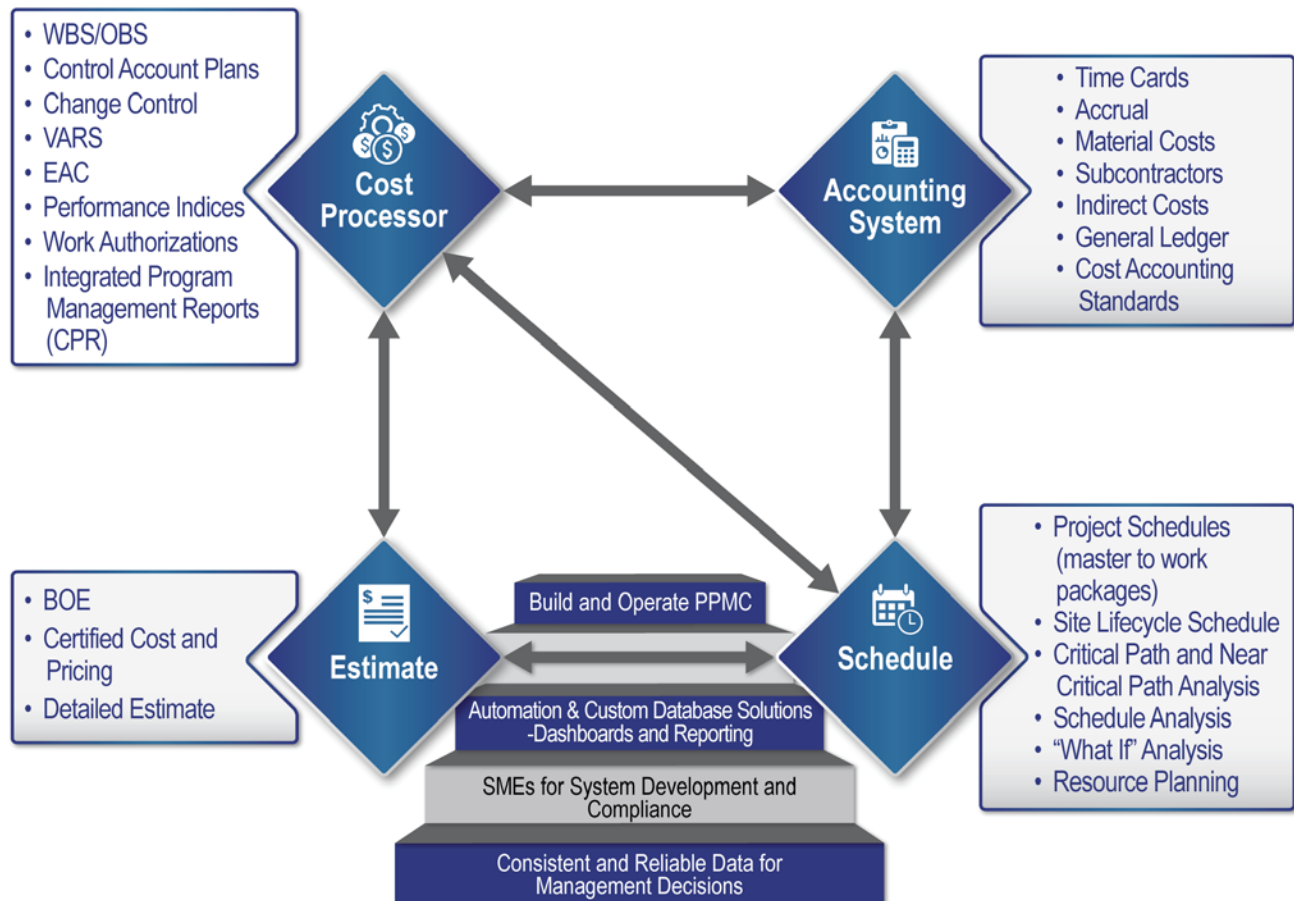 • WBS/OBS
• Control Account Plans
• Change Control
• VARS
• EAC
• Performance Indices
• Work Authorizations
• Integrated Program
Management Reports
(CPR)
Cost
Processor
Accounting
System
• Time Cards
• Accrual
• Material Costs
• Subcontractors
• Indirect Costs
• General Ledger
• Cost Accounting
Standards
• BOE
• Certified Cost and
Pricing
• Detailed Estimate
$
Estimate
Build and Operate PPMC
Automation & Custom Database Solutions
-Dashboards and Reporting
SMEs for System Development and
Compliance
Consistent and Reliable Data for
Management Decisions
Schedule
• Project Schedules
(master to work
packages)
• Site Lifecycle Schedule
• Critical Path and Near
Critical Path Analysis
• Schedule Analysis
• “What If” Analysis
• Resource Planning